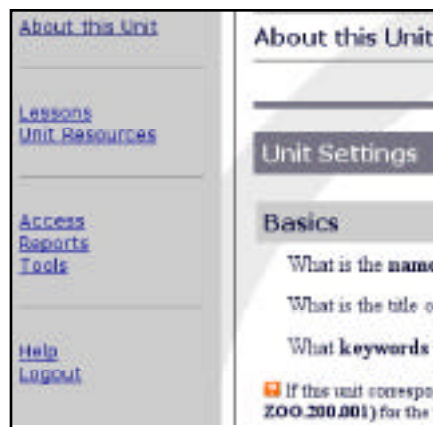 About this Unit
Lessons
Unit Resources
Access
Reports
Tools
Help
Logout
About this Unit
Unit Settings
Basics
What is the name
What is the title o
What keywords
If this unit correspo
ZOO.200.001) for the